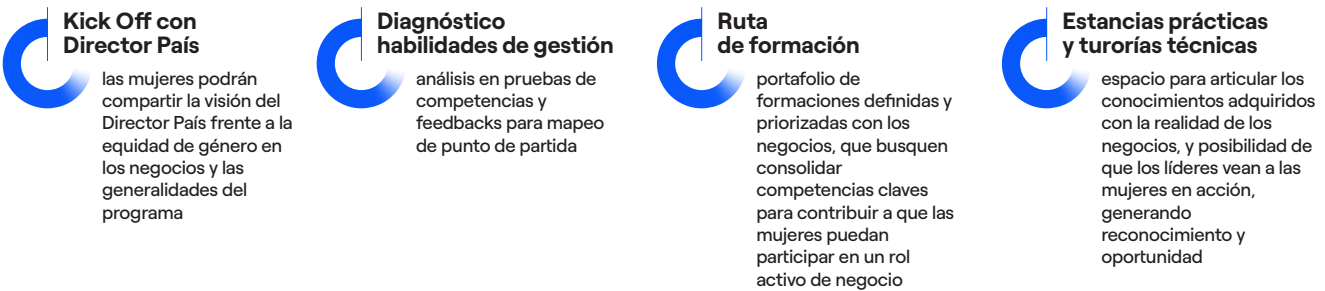 Kick Off con
Director País
las mujeres podrán
compartir la visión del
Director País frente a la
equidad de género en
los negocios y las
generalidades del
programa
Diagnóstico
habilidades de gestión
análisis en pruebas de
competencias y
feedbacks para mapeo
de punto de partida
Ruta
de formación
portafolio de
formaciones definidas y
priorizadas con los
negocios, que busquen
consolidar
competencias claves
para contribuir a que las
mujeres puedan
participar en un rol
activo de negocio
Estancias prácticas
y turorías técnicas
espacio para articular los
conocimientos adquiridos
con la realidad de los
negocios, y posibilidad de
que los líderes vean a las
mujeres en acción,
generando
reconocimiento y
oportunidad